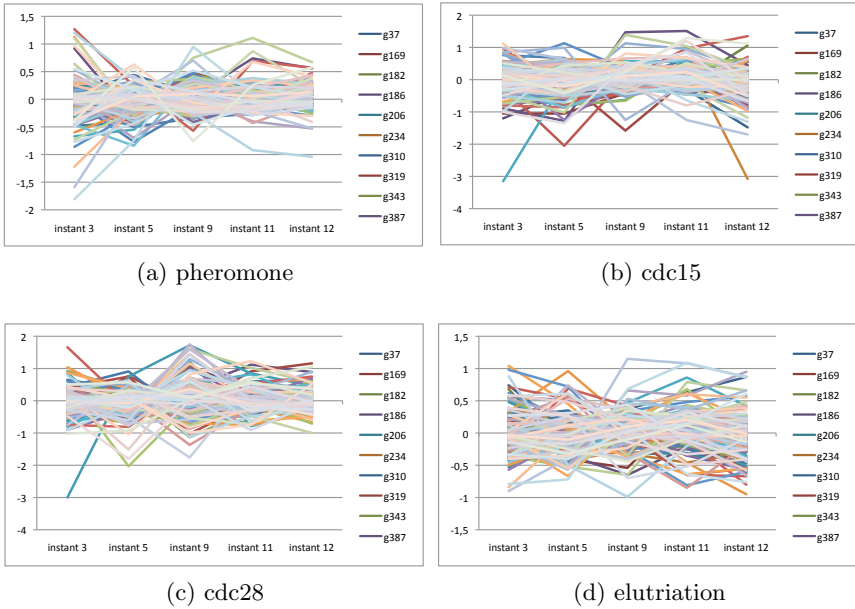 1,5
1
0,5
0
-0,5
-1
-1,5
-2
instant 3 instant 5 instant 9 instant 11 instant 12
g37
g169
g182
g186
g206
g234
g310
g319
g343
g387
(a) pheromone
2
1
0
-1
-2
-3
-4
instant 3 instant 5 instant 9 instant 11 instant 12
g37
g169
g182
g186
g206
g234
g310
g319
g343
g387
(b) cdc15
2
1
0
-1
-2
-3
-4
instant 3 instant 5 instant 9 instant 11 instant 12
g37
g169
g182
g186
g206
g234
g310
g319
g343
g387
(c) cdc28
1,5
1
0,5
0
-0,5
-1
-1,5
instant 3 instant 5 instant 9 instant 11 instant 12
g37
g169
g182
g186
g206
g234
g310
g319
g343
g387
(d) elutriation